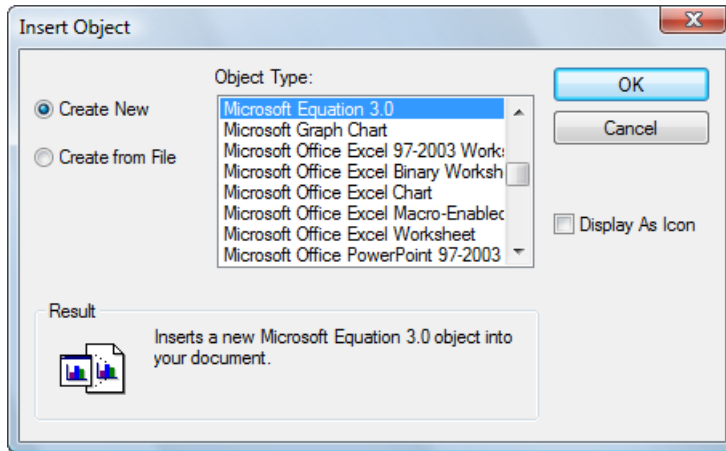 Insert Object
Object Type:
Create New
Create from File
Microsoft Equation 3.0
Microsoft Graph Chart
Microsoft Office Excel 97-2003 Works
Microsoft Office Excel Binary Worksh
Microsoft Office Excel Chart
Microsoft Office Excel Macro-Enabled
Microsoft Office Excel Worksheet
Microsoft Office PowerPoint 97-2003
OK
Cancel
Display As Icon
Result
Inserts a new Microsoft Equation 3.0 object into
your document.